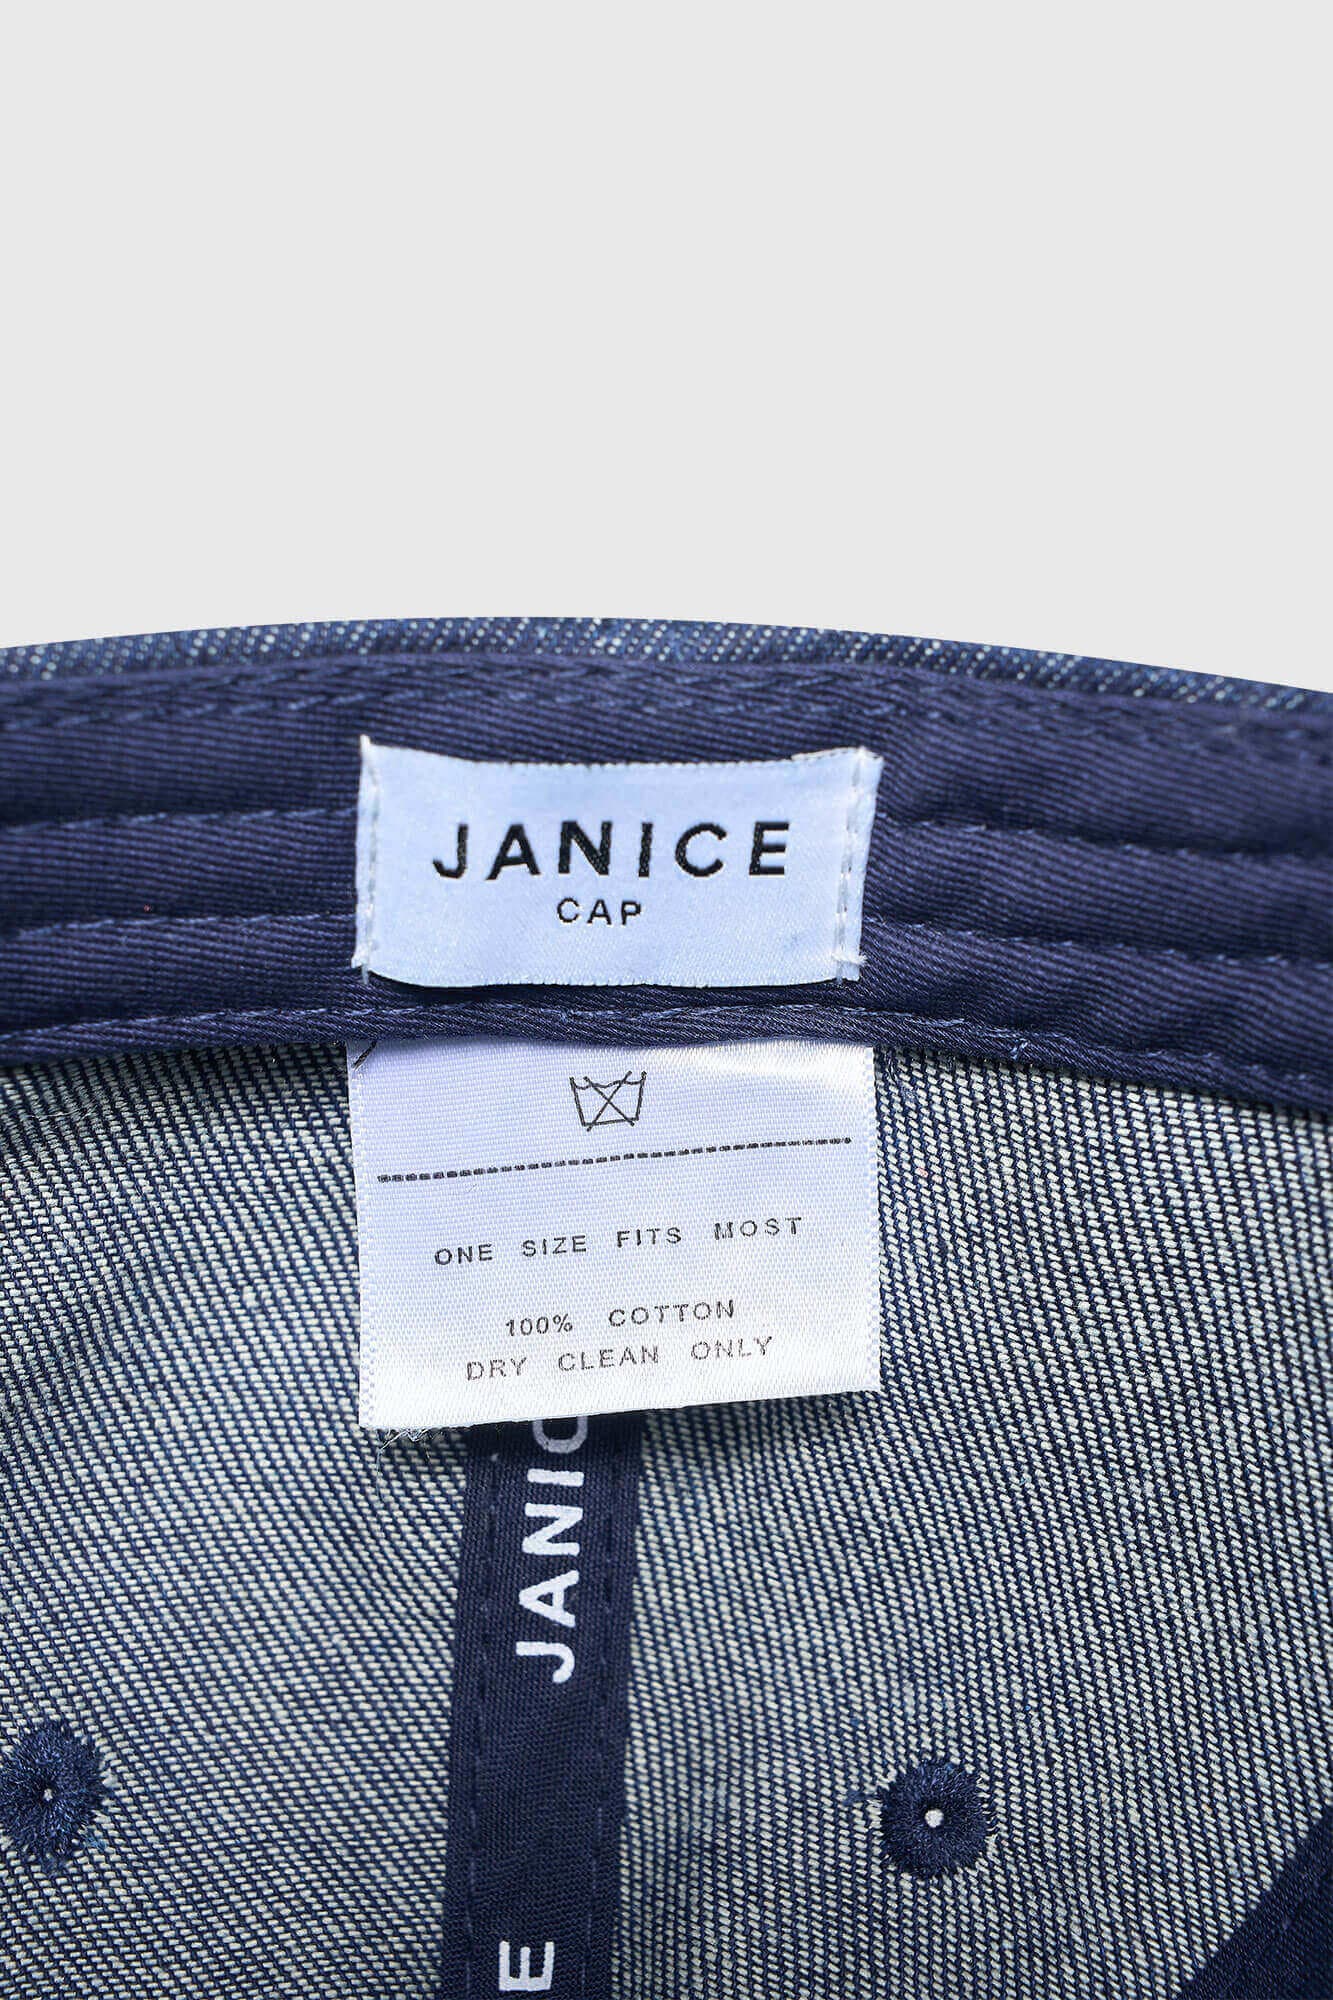 JANICE
CAP
ONE SIZE FITS MOST
100% COTTON
DRY CLEAN ONLY
JANIC
E